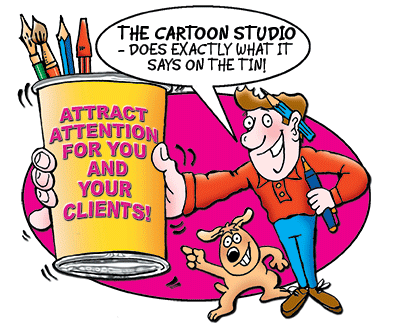 THE CARTOON STUDIO
- DOES EXACTLY WHAT IT
SAYS ON THE TIN!
ATTRACT
ATTENTION
FOR YOU
AND
YOUR
CLIENTS!